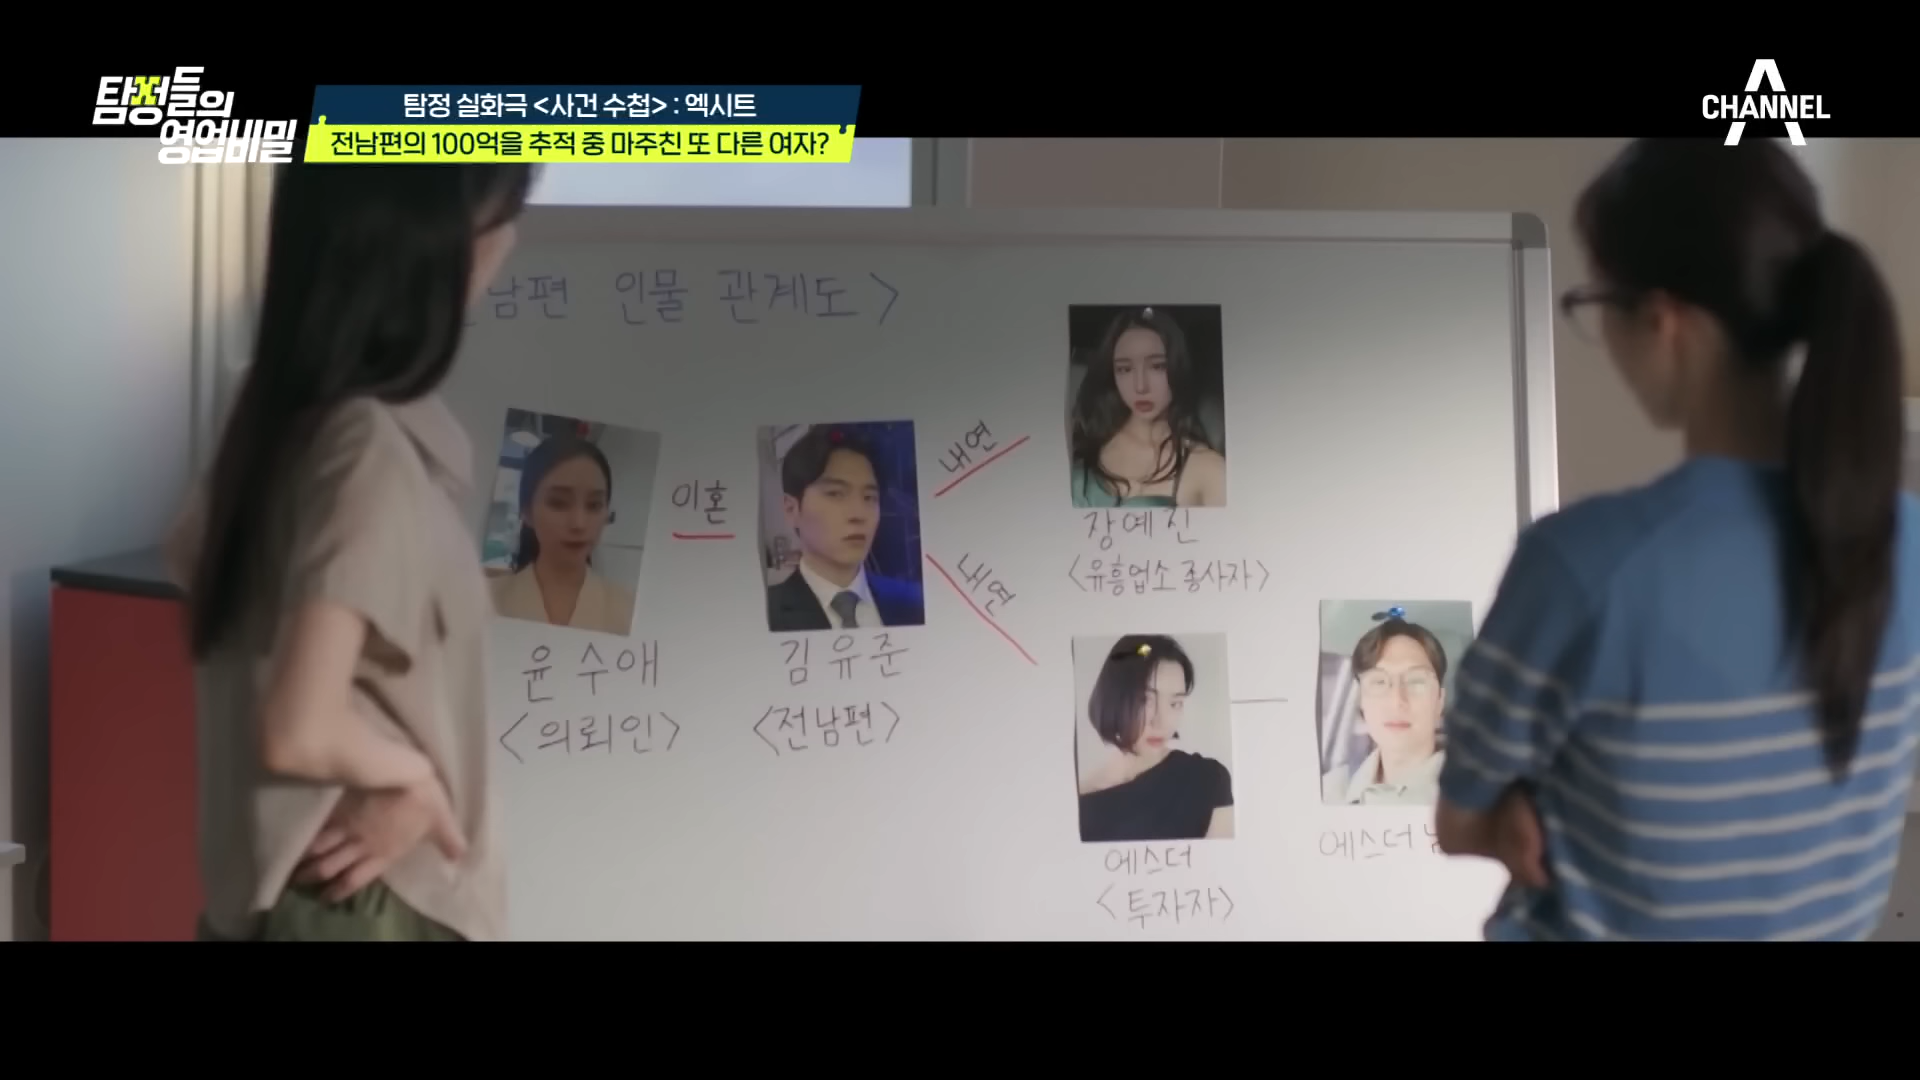 탐정들의
영업비밀
탐정 실화극 <사건 수첩> : 엑시트
전남편의 100억을 추적 중 마주친 또 다른 여자?
CHANNEL A
남편 인물 관계도>
이혼
내연
내연
장예진
<유흥업소 종사자>
윤수애
<의뢰인>
김유준
<전남편>
에스더
<투자자>
에스더